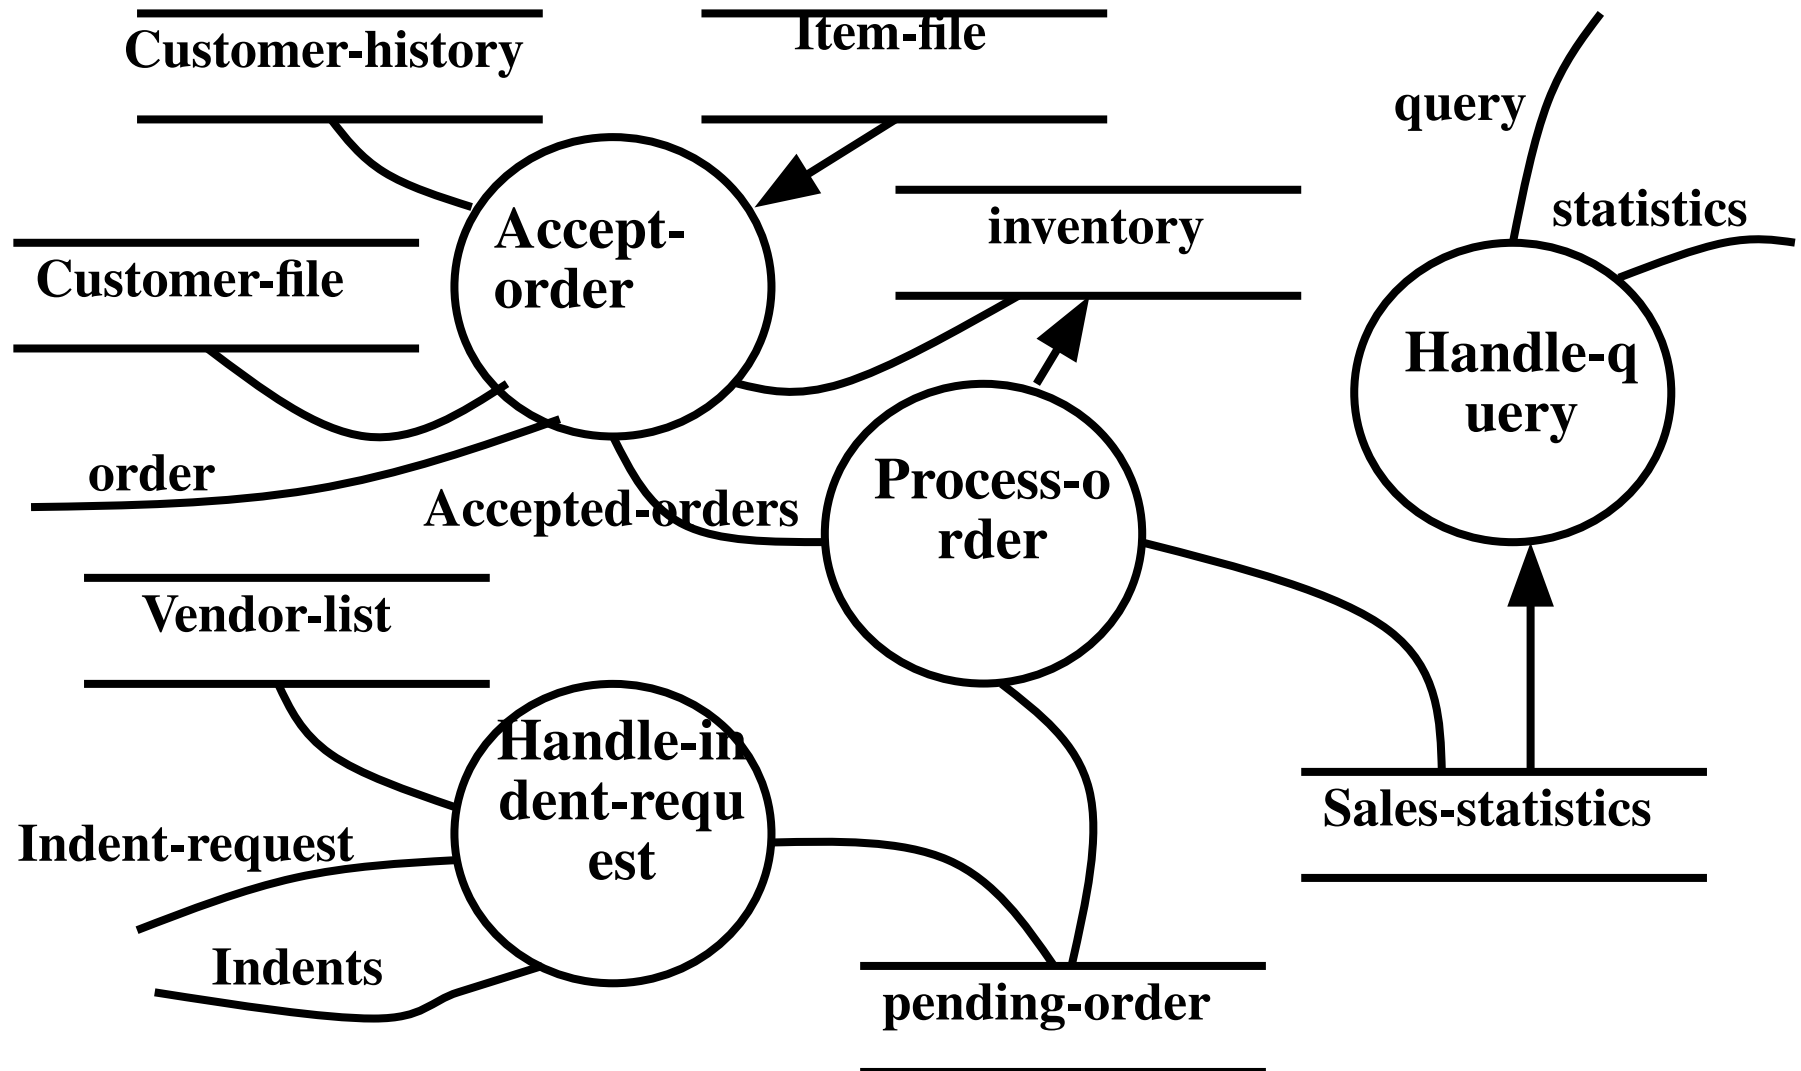 Customer-history
Item-file
query
statistics
Accept-
order
inventory
Customer-file
Handle-q
uery
order
Accepted-orders
Process-o
rder
Vendor-list
Handle-in
dent-requ
est
Indent-request
Sales-statistics
Indents
pending-order